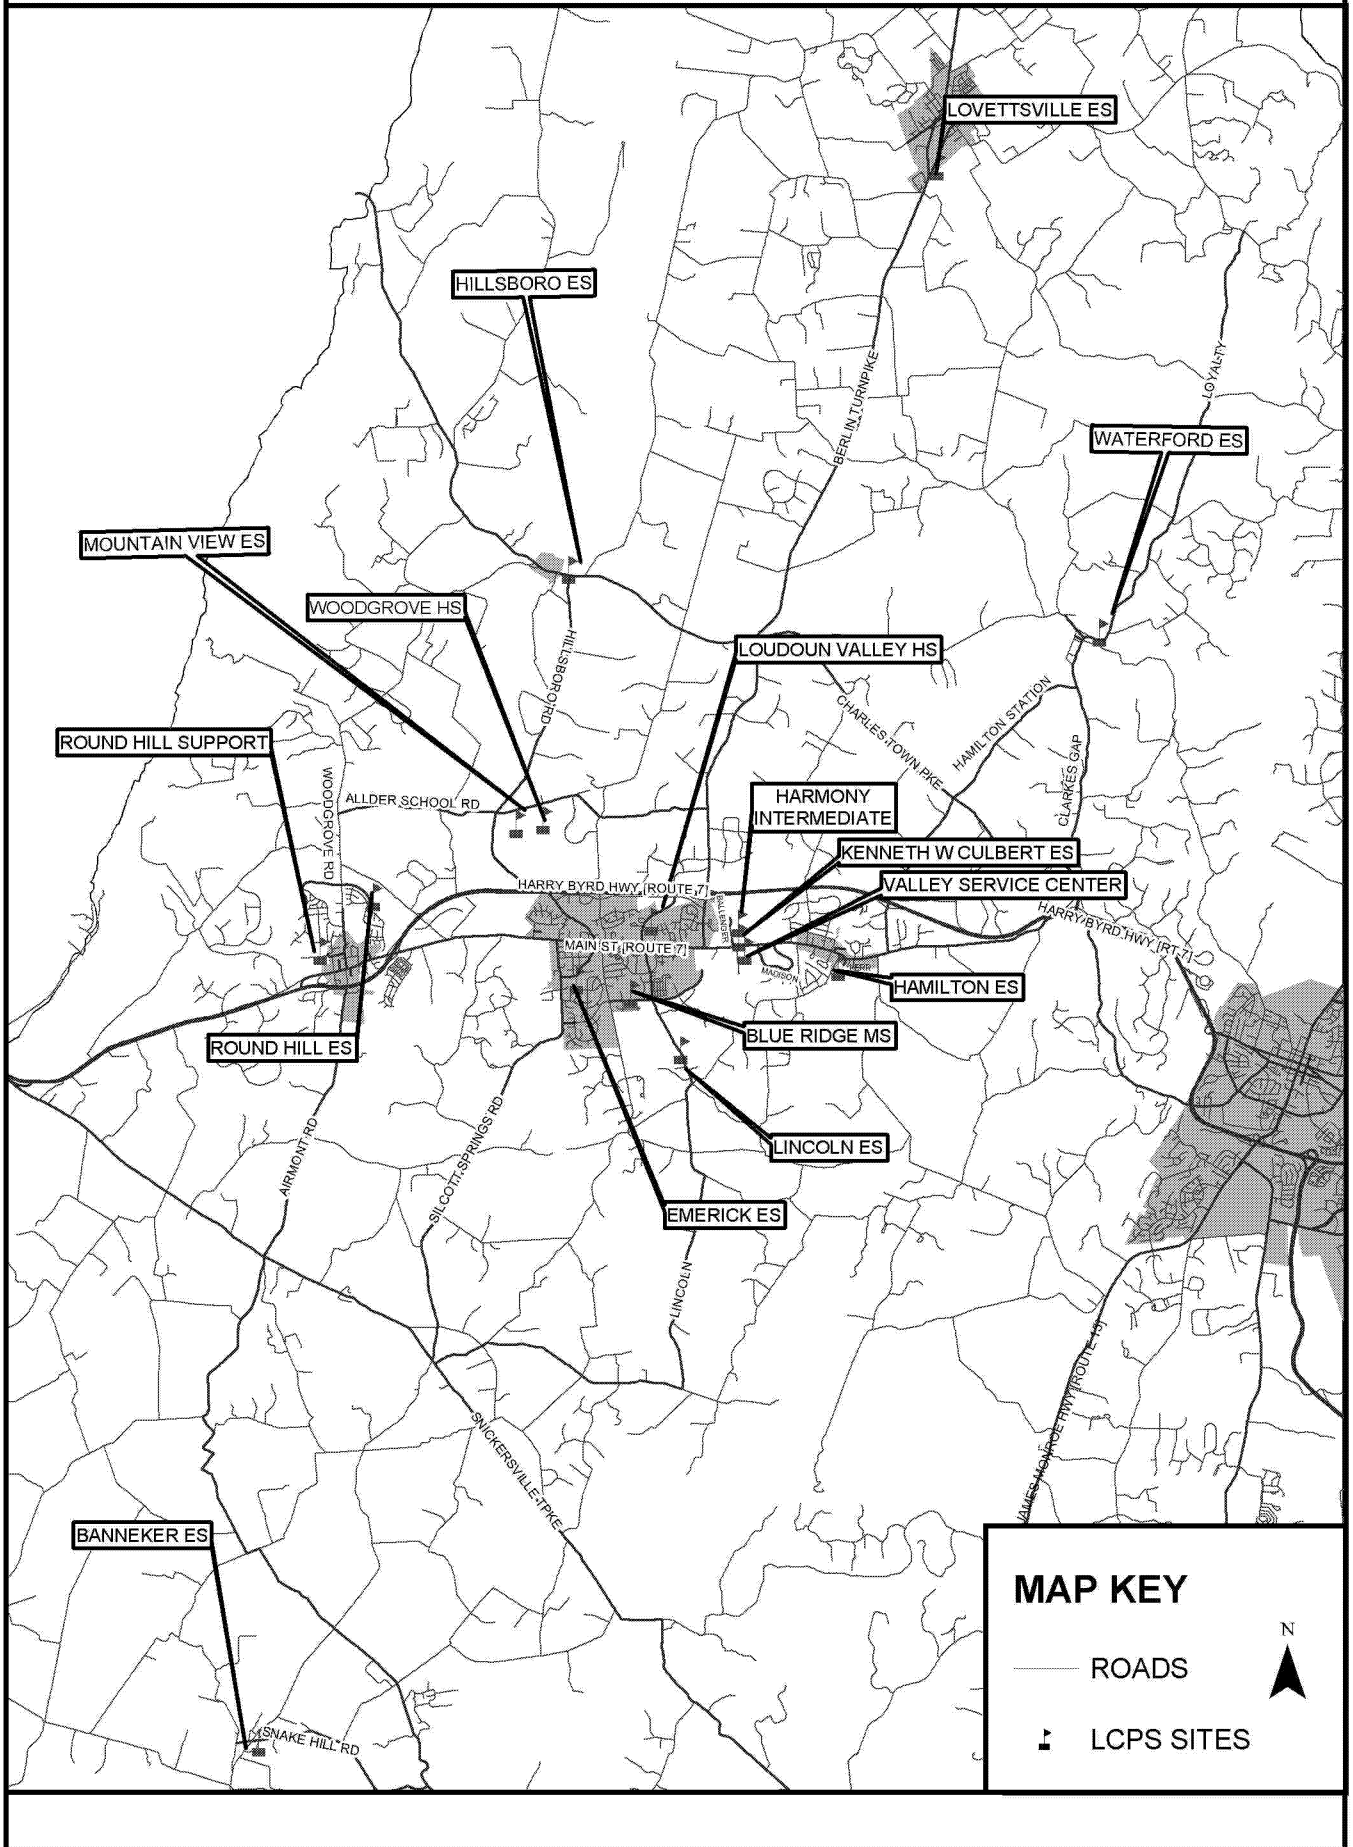 LOVETTSVILLE ES
HILLSBORO ES
BERLIN TURNPIKE
LOYALTY
WATERFORD ES
MOUNTAIN VIEW ES
WOODGROVE HS
HILLSBORO RD
LOUDOUN VALLEY HS
CHARLES TOWN PKE
HAMILTON STATION
CLARKES GAP
ROUND HILL SUPPORT
WOODGROVE RD
ALLDER SCHOOL RD
HARMONY
INTERMEDIATE
KENNETH W CULBERT ES
VALLEY SERVICE CENTER
HARRY BYRD HWY [ROUTE 7]
BALLENGER
HARRY BYRD HWY [RT 7]
MAIN ST [ROUTE 7]
MADISON
HAMILTON ES
BLUE RIDGE MS
ROUND HILL ES
LINCOLN ES
AIRMONT RD
SILCOTT SPRINGS RD
EMERICK ES
LINCOLN
JAMES MONROE HWY [ROUTE 15]
SNICKERSVILLE TPKE
BANNEKER ES
SNAKE HILL RD
MAP KEY
N
ROADS
LCPS SITES